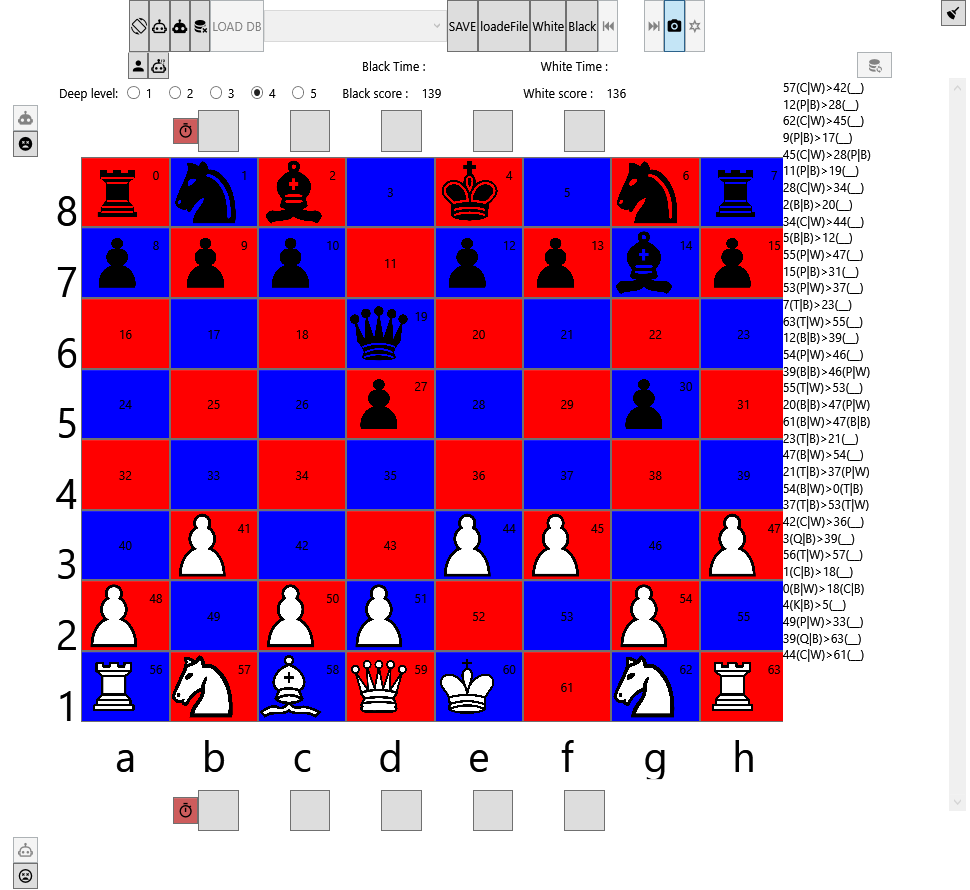 LOAD DB SAVE loadeFile White Black
Black Time : White Time :
Deep level: 1 2 3 4 5 Black score : 139 White score : 136
57(C|W)>42(__)
12(P|B)>28(__)
62(C|W)>45(__)
9(P|B)>17(__)
45(C|W)>28(P|B)
11(P|B)>19(__)
28(C|W)>34(__)
2(B|B)>20(__)
34(C|W)>44(__)
5(B|B)>12(__)
55(P|W)>47(__)
15(P|B)>31(__)
53(P|W)>37(__)
7(T|B)>23(__)
63(T|W)>55(__)
12(B|B)>39(__)
54(P|W)>46(__)
39(B|B)>46(P|W)
55(T|W)>53(__)
20(B|B)>47(P|W)
61(B|W)>47(B|B)
23(T|B)>21(__)
47(B|W)>54(__)
21(T|B)>37(P|W)
54(B|W)>0(T|B)
37(T|B)>53(T|W)
42(C|W)>36(__)
3(Q|B)>39(__)
56(T|W)>57(__)
1(C|B)>18(__)
0(B|W)>18(C|B)
4(K|B)>5(__)
49(P|W)>33(__)
39(Q|B)>63(__)
44(C|W)>61(__)
8 0 1 2 3 4 5 6 7
7 8 9 10 11 12 13 14 15
6 16 17 18 19 20 21 22 23
5 24 25 26 27 28 29 30 31
4 32 33 34 35 36 37 38 39
3 40 41 42 43 44 45 46 47
2 48 49 50 51 52 53 54 55
1 56 57 58 59 60 61 62 63
a b c d e f g h